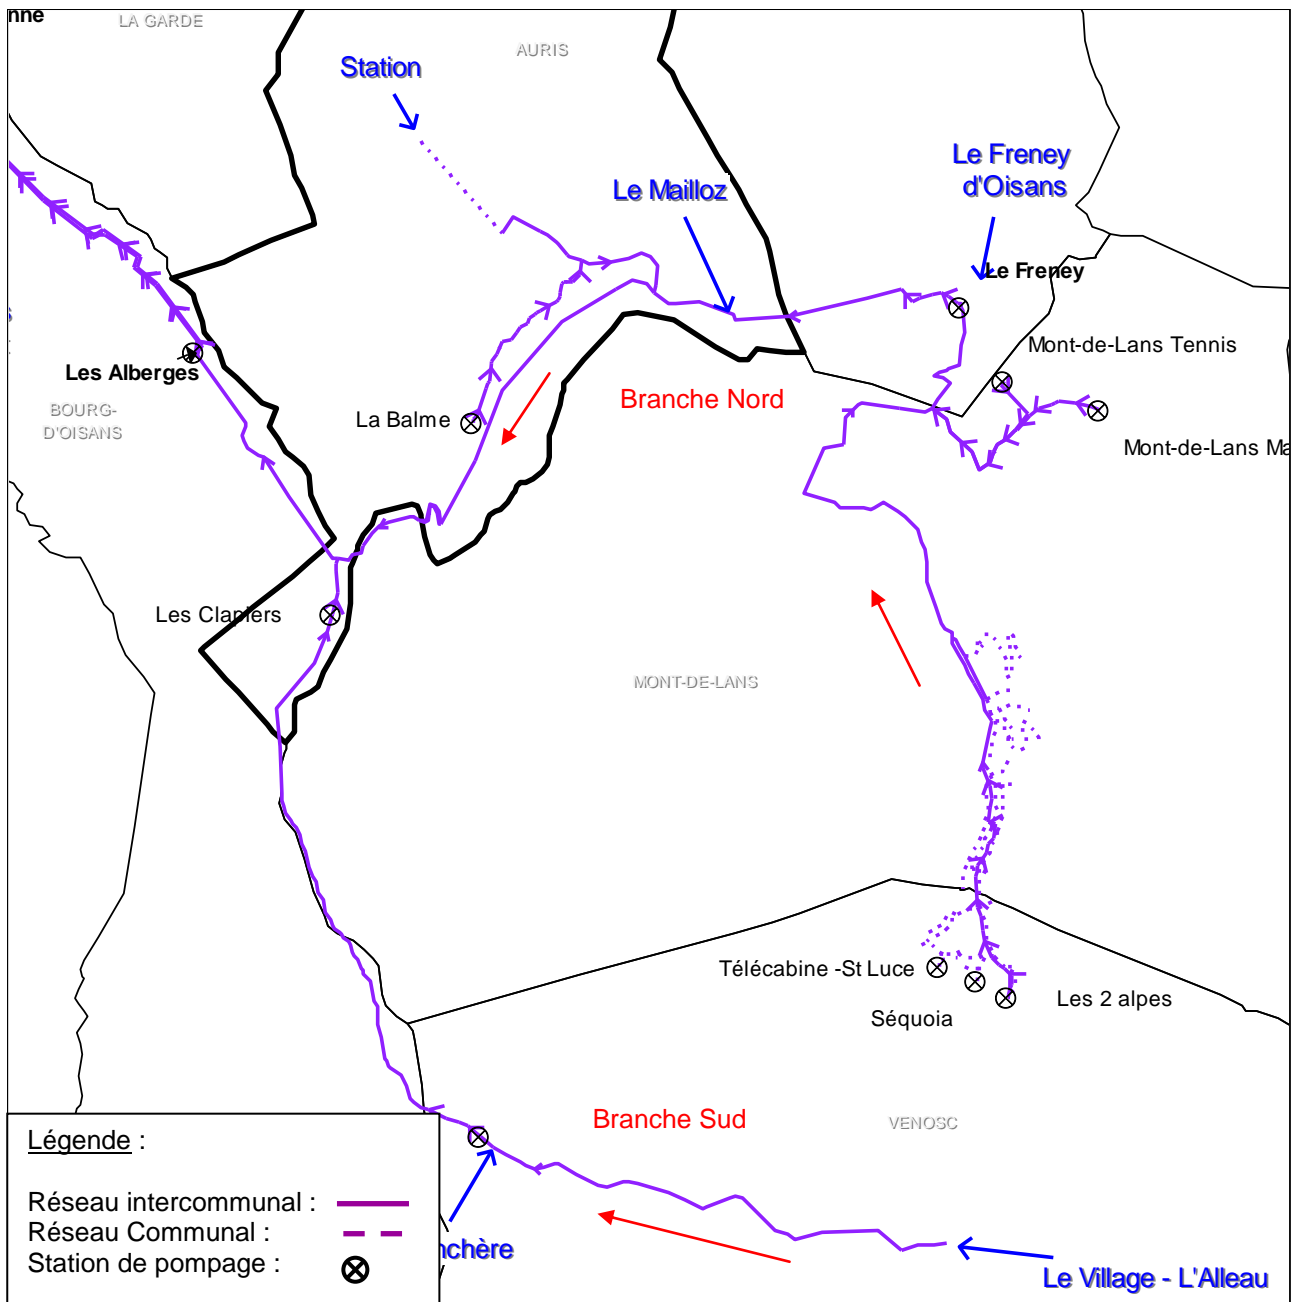 nne
LA GARDE
AURIS
Station
Le Freney
d'Oisans
Le Mailloz
Le Freney
Mont-de-Lans Tennis
Les Alberges
BOURG-
D'OISANS
La Balme
Branche Nord
Mont-de-Lans Ma
Les Clapiers
MONT-DE-LANS
Télécabine -St Luce
Séquoia
Les 2 alpes
Branche Sud
VENOSC
Légende :
Réseau intercommunal :
Réseau Communal :
Station de pompage :
nchère
Le Village - L'Alleau